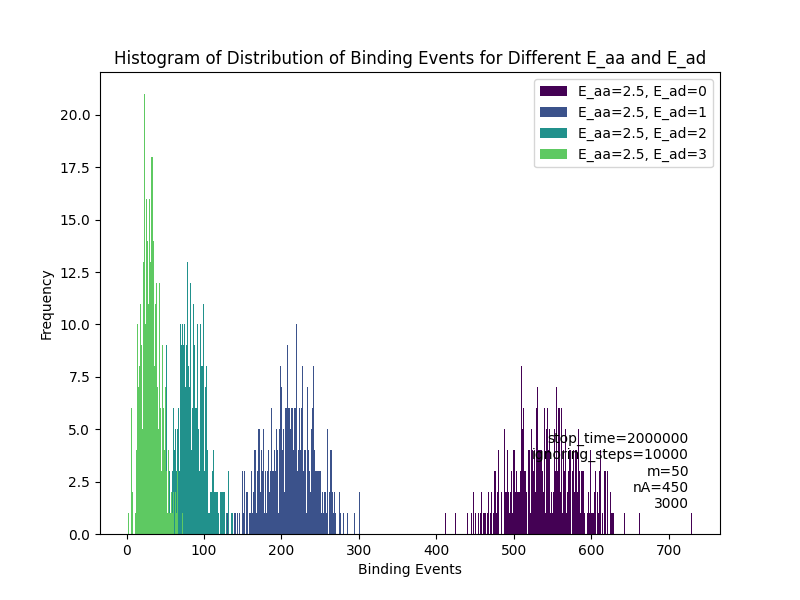 Histogram of Distribution of Binding Events for Different E_aa and E_ad
E_aa=2.5, E_ad=0
E_aa=2.5, E_ad=1
E_aa=2.5, E_ad=2
E_aa=2.5, E_ad=3
20.0
17.5
15.0
12.5
10.0
7.5
5.0
2.5
0.0
Frequency
stop_time=2000000
ignoring_steps=10000
m=50
nA=450
3000
0 100 200 300 400 500 600 700
Binding Events